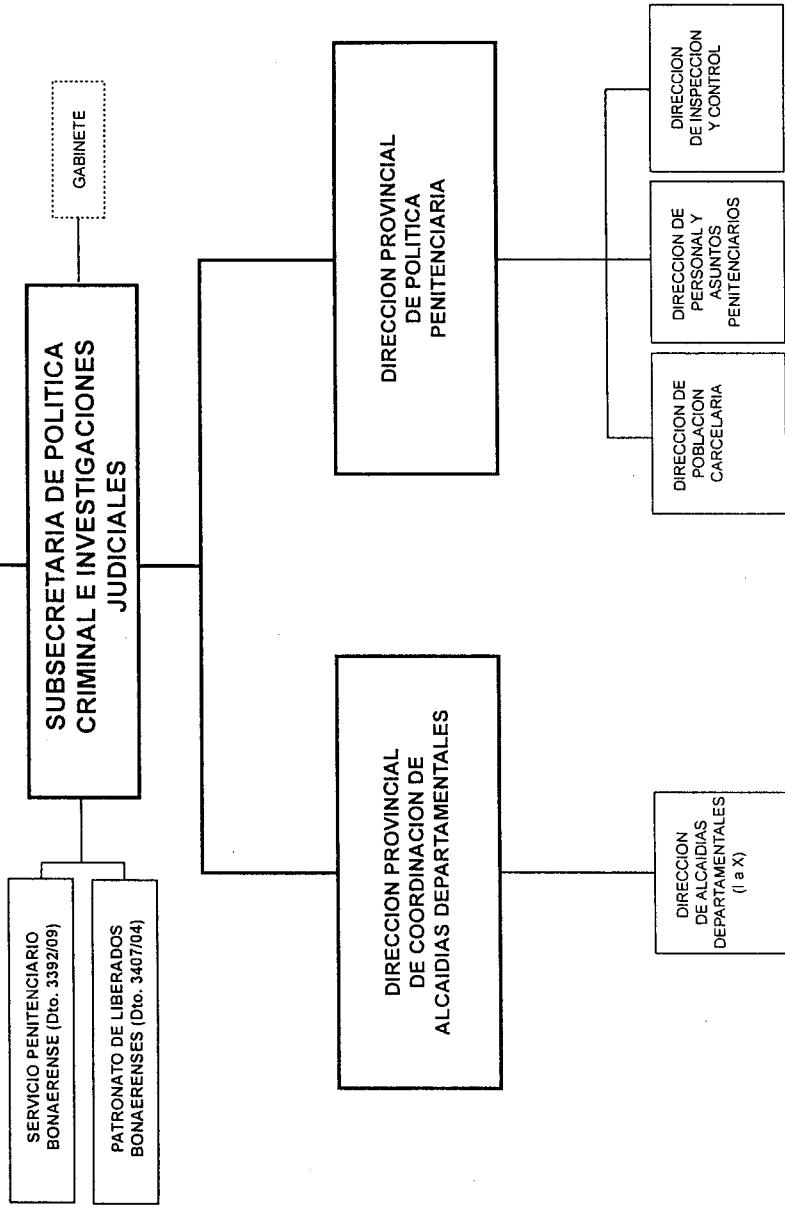 SERVICIO PENITENCIARIO
BONAERENSE (Dto. 3392/09)
PATRONATO DE LIBERADOS
BONAERENSES (Dto. 3407/04)
SUBSECRETARIA DE POLITICA
CRIMINAL E INVESTIGACIONES
JUDICIALES
GABINETE
DIRECCION PROVINCIAL
DE COORDINACION DE
ALCAIDIAS DEPARTAMENTALES
DIRECCION PROVINCIAL
DE POLITICA
PENITENCIARIA
DIRECCION
DE ALCAIDIAS
DEPARTAMENTALES
(I a X)
DIRECCION DE
POBLACION
CARCELARIA
DIRECCION DE
PERSONAL Y
ASUNTOS
PENITENCIARIOS
DIRECCION
DE INSPECCION
Y CONTROL